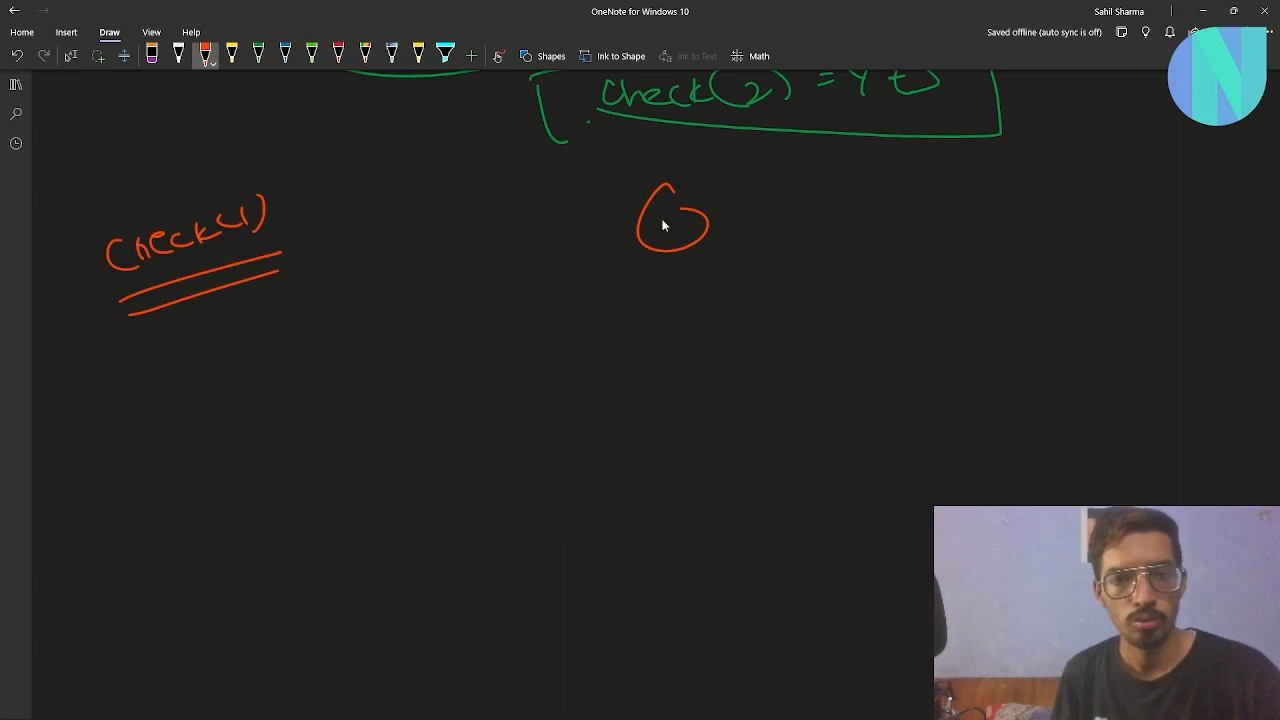 OneNote for Windows 10
Sahil Sharma
Home Insert Draw View Help
Saved offline (auto sync is off)
Shapes Ink to Shape Ink to Text Math
check(2) = y t
check(1)